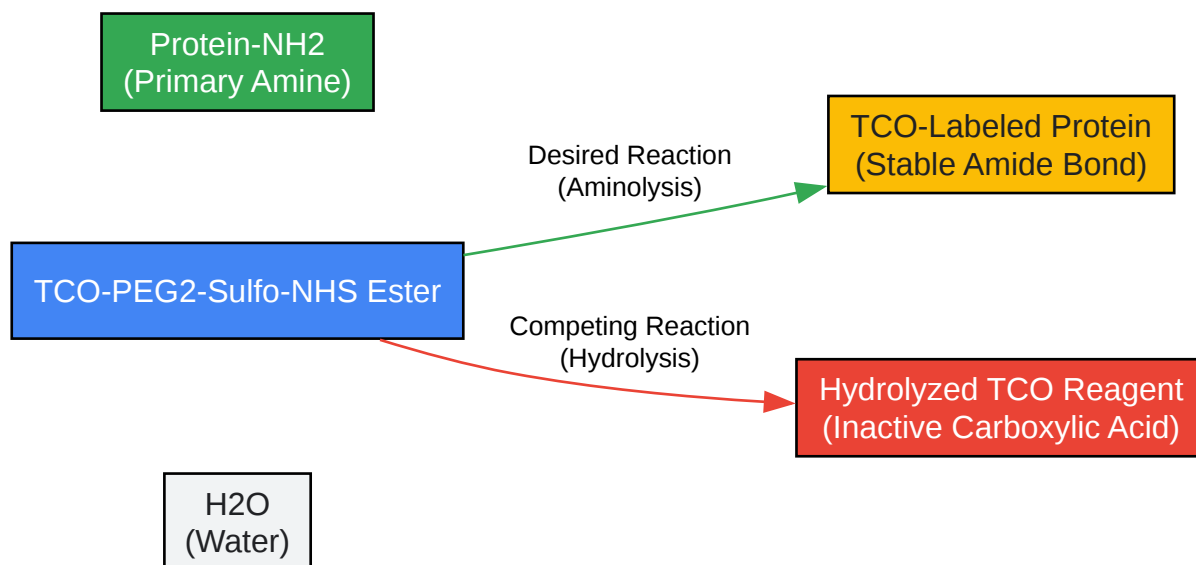 Protein-NH2
(Primary Amine)
TCO-Labeled Protein
(Stable Amide Bond)
Desired Reaction
(Aminolysis)
TCO-PEG2-Sulfo-NHS Ester
Competing Reaction
(Hydrolysis)
Hydrolyzed TCO Reagent
(Inactive Carboxylic Acid)
H2O
(Water)